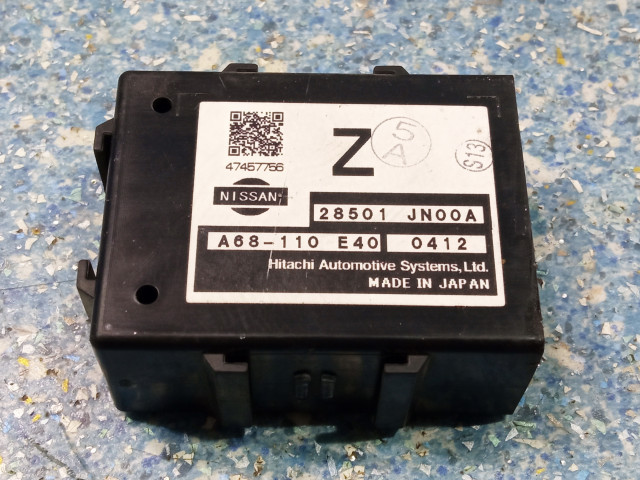 Z
5
A
S13
47457756
NISSAN
28501 JN00A
A68-110 E40 0412
Hitachi Automotive Systems, Ltd.
MADE IN JAPAN